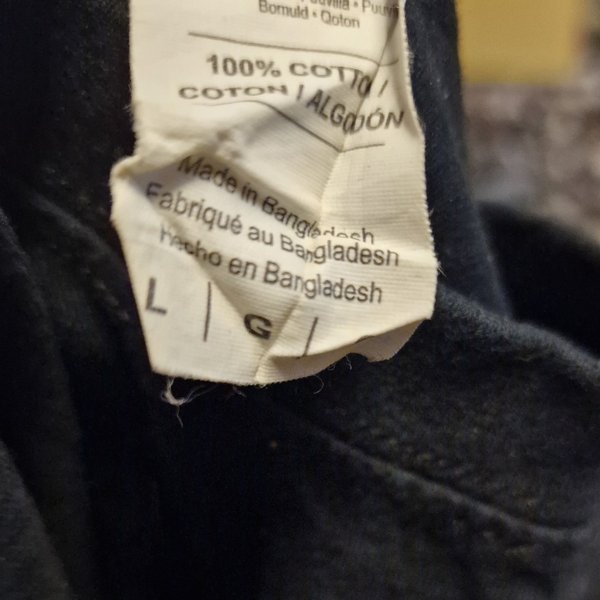 Bomuld • Qoton
100% COTTO /
COTON / ALGODÓN
Made in Bangladesh
Fabriqué au Bangladesh
Hecho en Bangladesh
L | G |